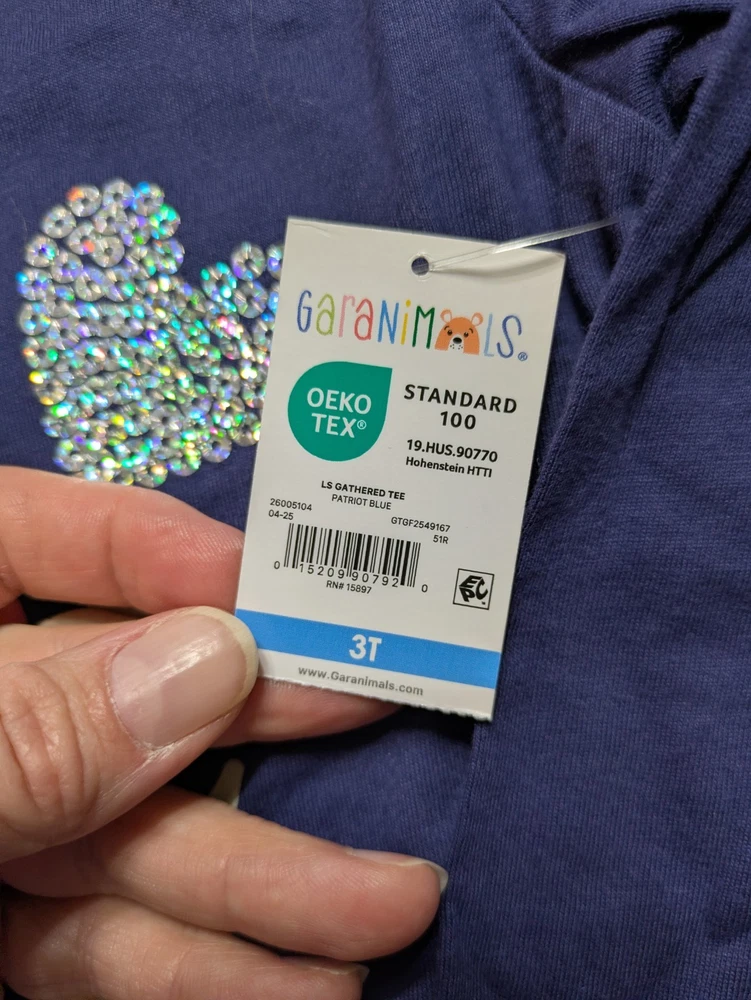 GARANIMALS®
OEKO
TEX®
STANDARD
100
19.HUS.90770
Hohenstein HTTI
LS GATHERED TEE
PATRIOT BLUE
26005104
04-25
GTGF2549167
51R
0 15209 90792 0
RN# 15897
EPC™
3T
www.Garanimals.com